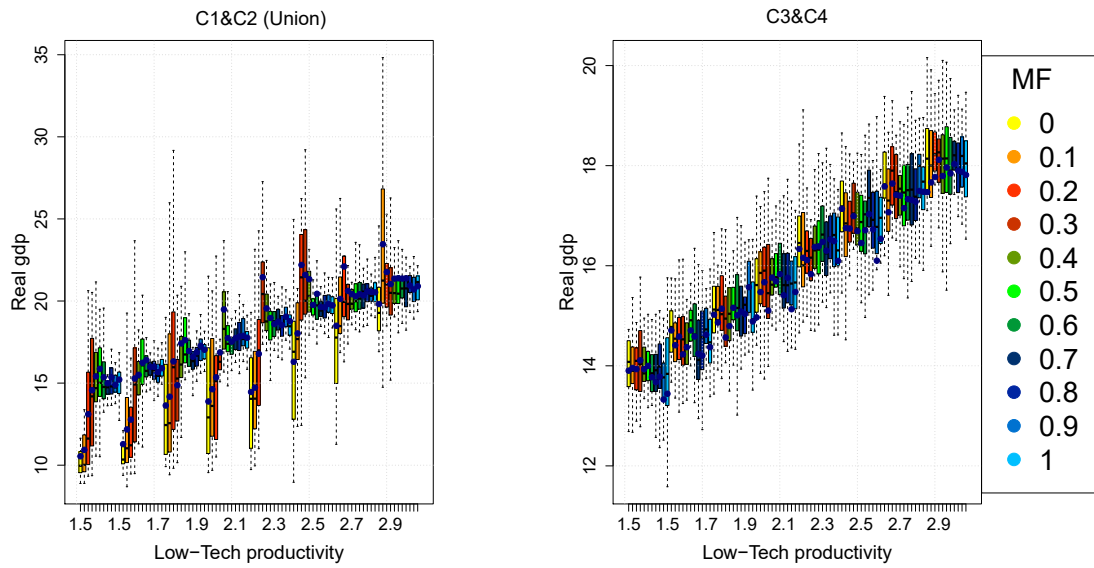 C1&C2 (Union)
35
30
25
20
15
10
Real gdp
1.5 1.5 1.7 1.9 2.1 2.3 2.5 2.7 2.9
Low−Tech productivity
C3&C4
20
18
16
14
12
Real gdp
1.5 1.5 1.7 1.9 2.1 2.3 2.5 2.7 2.9
Low−Tech productivity
MF
0
0.1
0.2
0.3
0.4
0.5
0.6
0.7
0.8
0.9
1